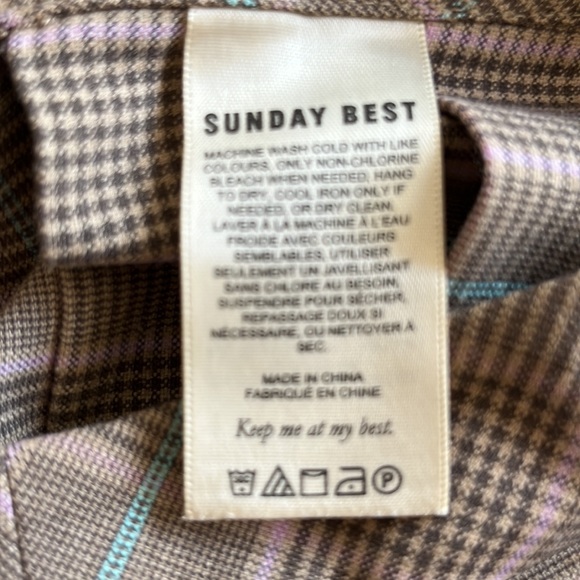 SUNDAY BEST
MACHINE WASH COLD WITH LIKE
COLOURS, ONLY NON-CHLORINE
BLEACH WHEN NEEDED, HANG
TO DRY, COOL IRON ONLY IF
NEEDED, OR DRY CLEAN.
LAVER À LA MACHINE À L'EAU
FROIDE AVEC COULEURS
SEMBLABLES, UTILISER
SEULEMENT UN JAVELLISANT
SANS CHLORE AU BESOIN,
SUSPENDRE POUR SÉCHER,
REPASSAGE DOUX SI
NÉCESSAIRE, OU NETTOYER À
SEC.
MADE IN CHINA
FABRIQUÉ EN CHINE
Keep me at my best.
P